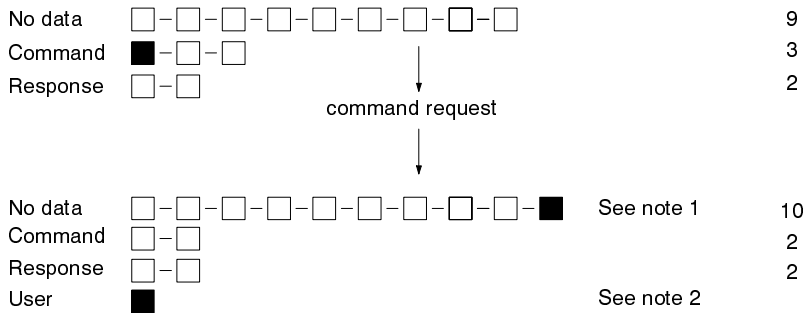 No data 9
Command 3
Response 2
command request
No data See note 1 10
Command 2
Response 2
User See note 2